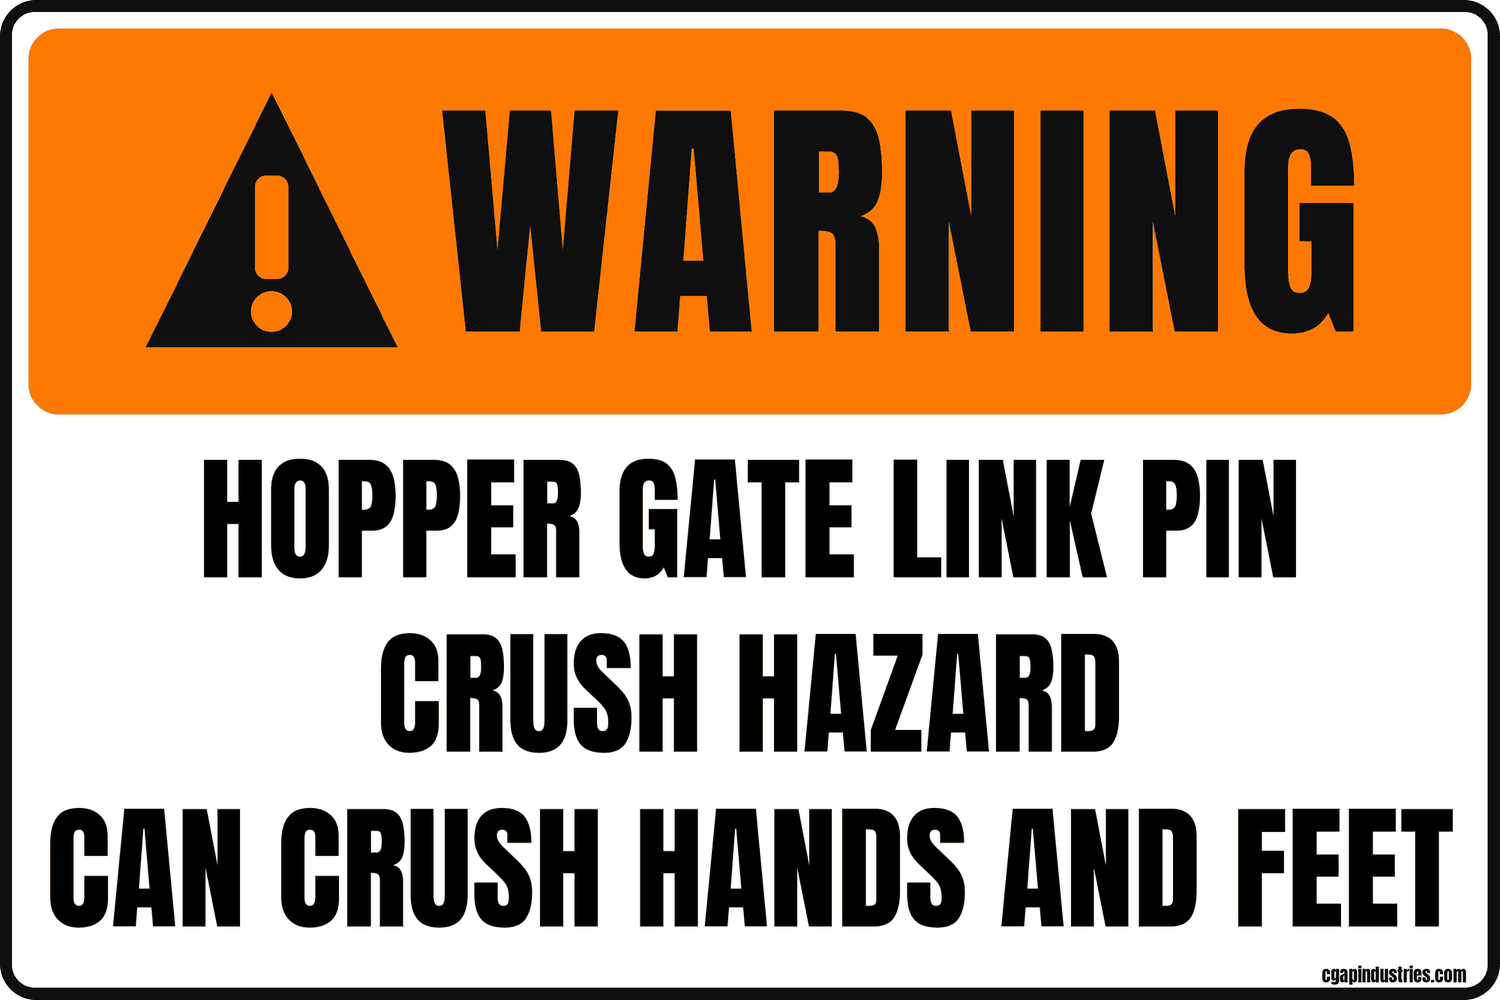 WARNING
HOPPER GATE LINK PIN
CRUSH HAZARD
CAN CRUSH HANDS AND FEET
cgapindustries.com